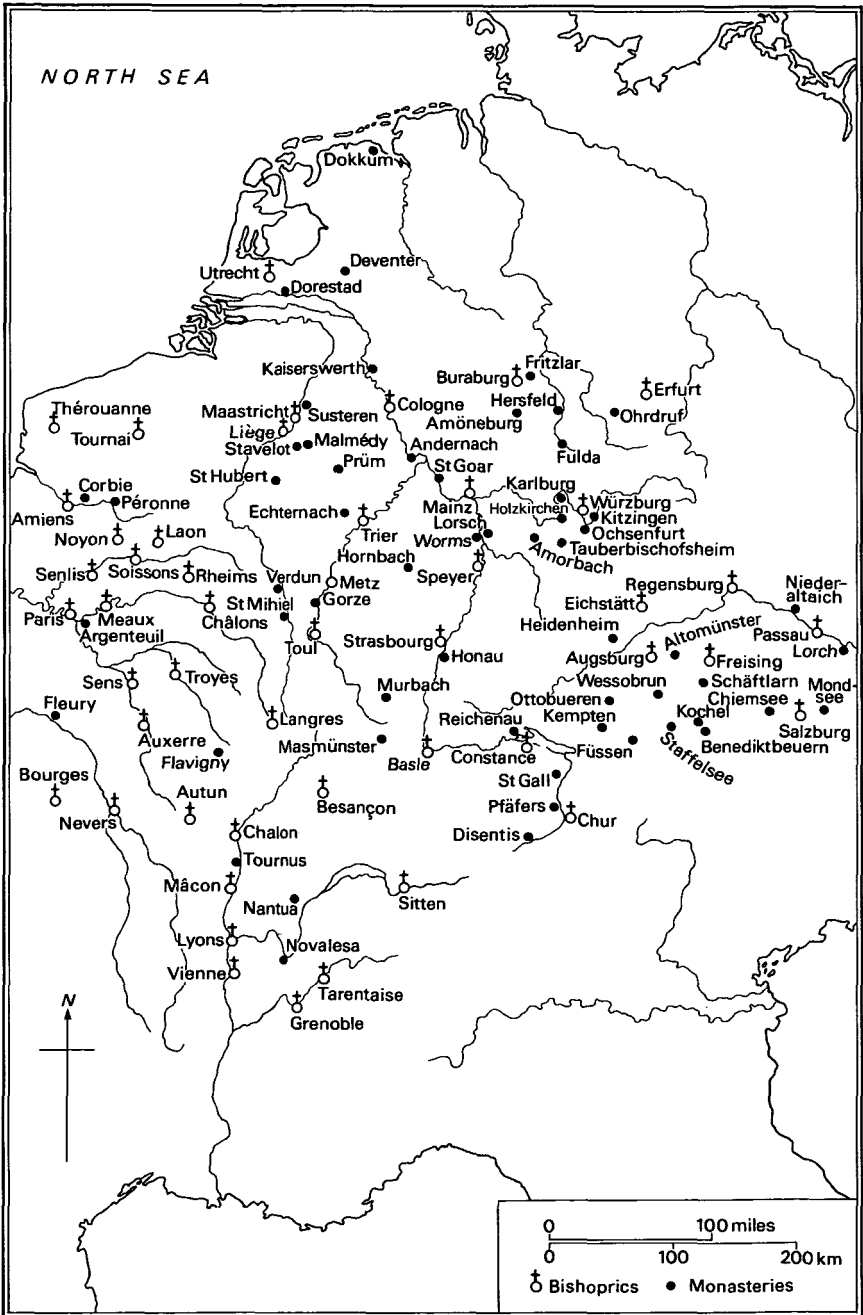 NORTH SEA
Dokkum
Deventer
Utrecht
Dorestad
Kaiserswerth
Buraburg
Fritzlar
Erfurt
Thérouanne
Tournai
Maastricht
Susteren
Cologne
Hersfeld
Amöneburg
Ohrdruf
Liège
Malmédy
Stavelot
Andernach
Fulda
Prüm
St Hubert
St Goar
Corbie
Péronne
Amiens
Echternach
Mainz
Karlburg
Holzkirchen
Würzburg
Kitzingen
Noyon
Laon
Trier
Lorsch
Worms
Ochsenfurt
Tauberbischofsheim
Amorbach
Hornbach
Speyer
Senlis
Soissons
Rheims
Verdun
Metz
Regensburg
Nieder-
altaich
Paris
Meaux
Argenteuil
Châlons
St Mihiel
Gorze
Eichstätt
Passau
Toul
Strasbourg
Heidenheim
Altomünster
Lorch
Honau
Augsburg
Freising
Sens
Troyes
Wessobrun
Schäftlarn
Fleury
Murbach
Ottobueren
Chiemsee
Mond-
see
Auxerre
Langres
Reichenau
Kempten
Kochel
Salzburg
Flavigny
Masmünster
Basle
Constance
Füssen
Staffelsee
Benediktbeuern
Bourges
Autun
Besançon
St Gall
Nevers
Pfäfers
Chur
Chalon
Disentis
Tournus
Mâcon
Nantua
Sitten
Lyons
Novalesa
Vienne
Tarentaise
Grenoble
N
0 100 miles
0 100 200 km
Bishoprics Monasteries